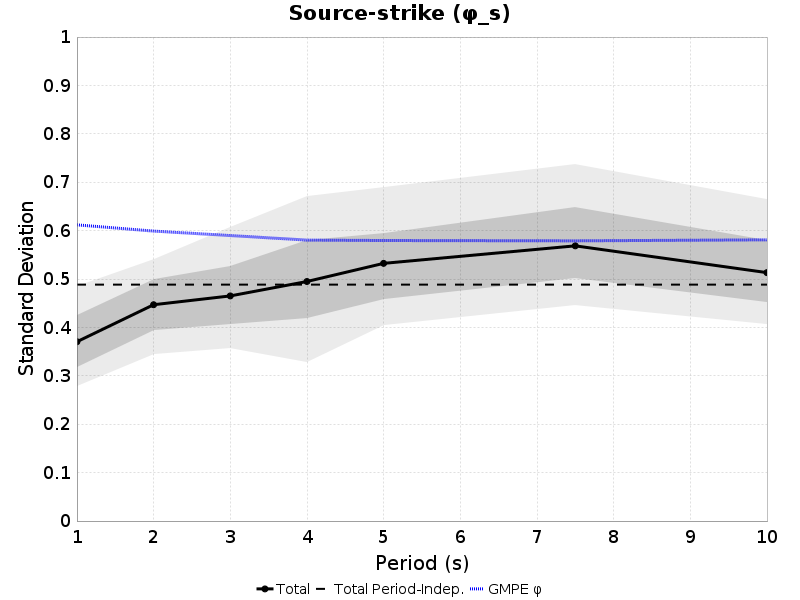 Source-strike (φ_s)
Standard Deviation
1
0.9
0.8
0.7
0.6
0.5
0.4
0.3
0.2
0.1
0
1 2 3 4 5 6 7 8 9 10
Period (s)
Total Total Period-Indep. GMPE φ